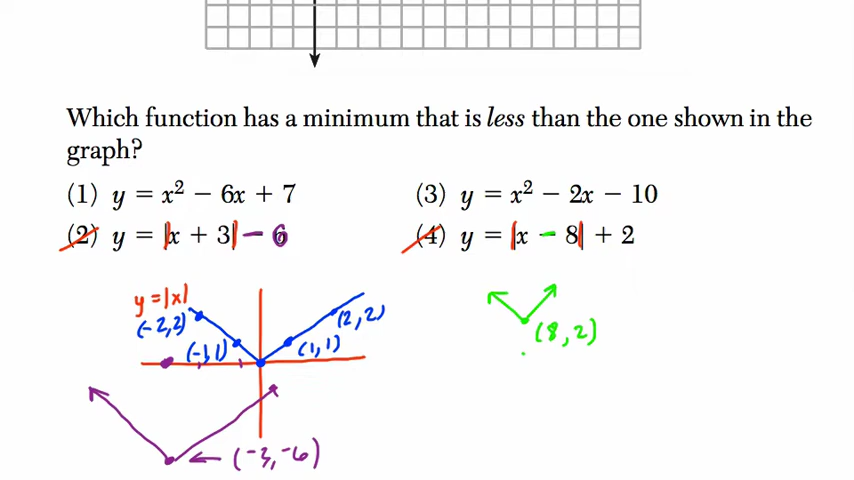 Which function has a minimum that is less than the one shown in the
graph?
(1) y = x² − 6x + 7
(3) y = x² − 2x − 10
(2) y = |x + 3| − 6
(4) y = |x − 8| + 2
y = |x|
(-2,2)
(2,2)
(-1,1)
(1,1)
(8,2)
(-3,-6)